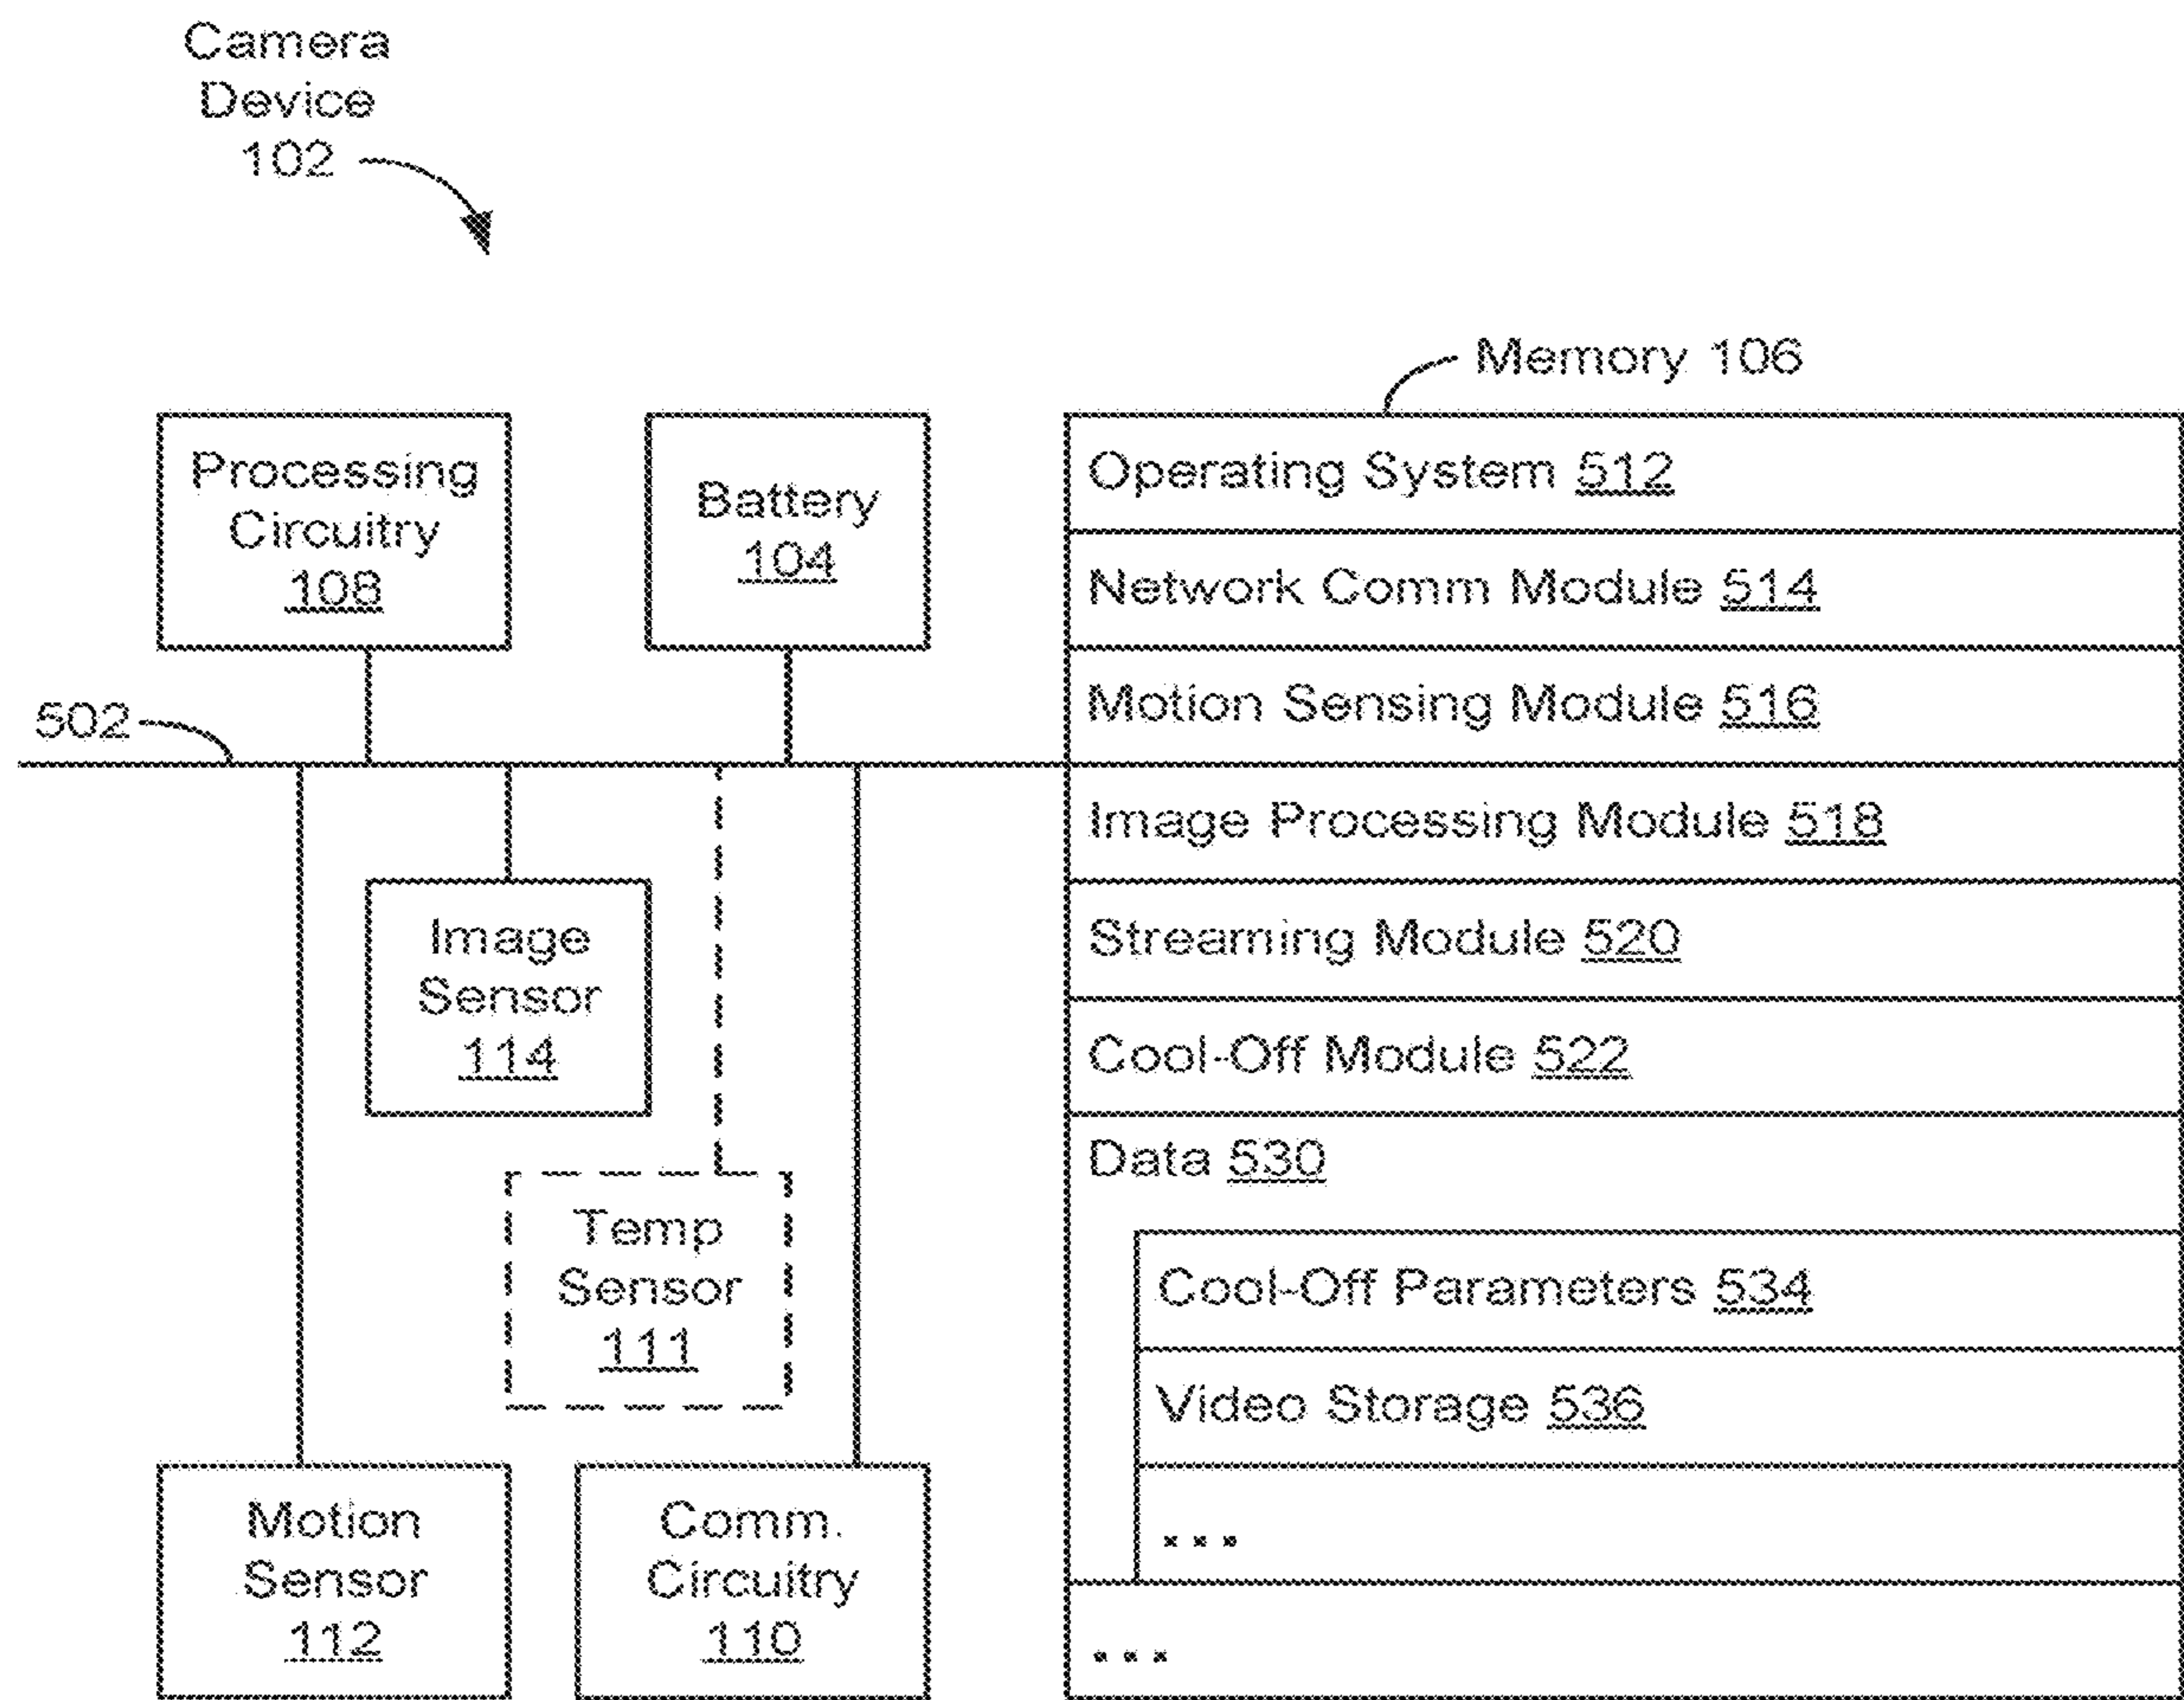 Camera
Device
102
Memory 106
Processing
Circuitry
108
Battery
104
502
Image
Sensor
114
Temp
Sensor
111
Motion
Sensor
112
Comm.
Circuitry
110
Operating System 512
Network Comm Module 514
Motion Sensing Module 516
Image Processing Module 518
Streaming Module 520
Cool-Off Module 522
Data 530
Cool-Off Parameters 534
Video Storage 536
...
...